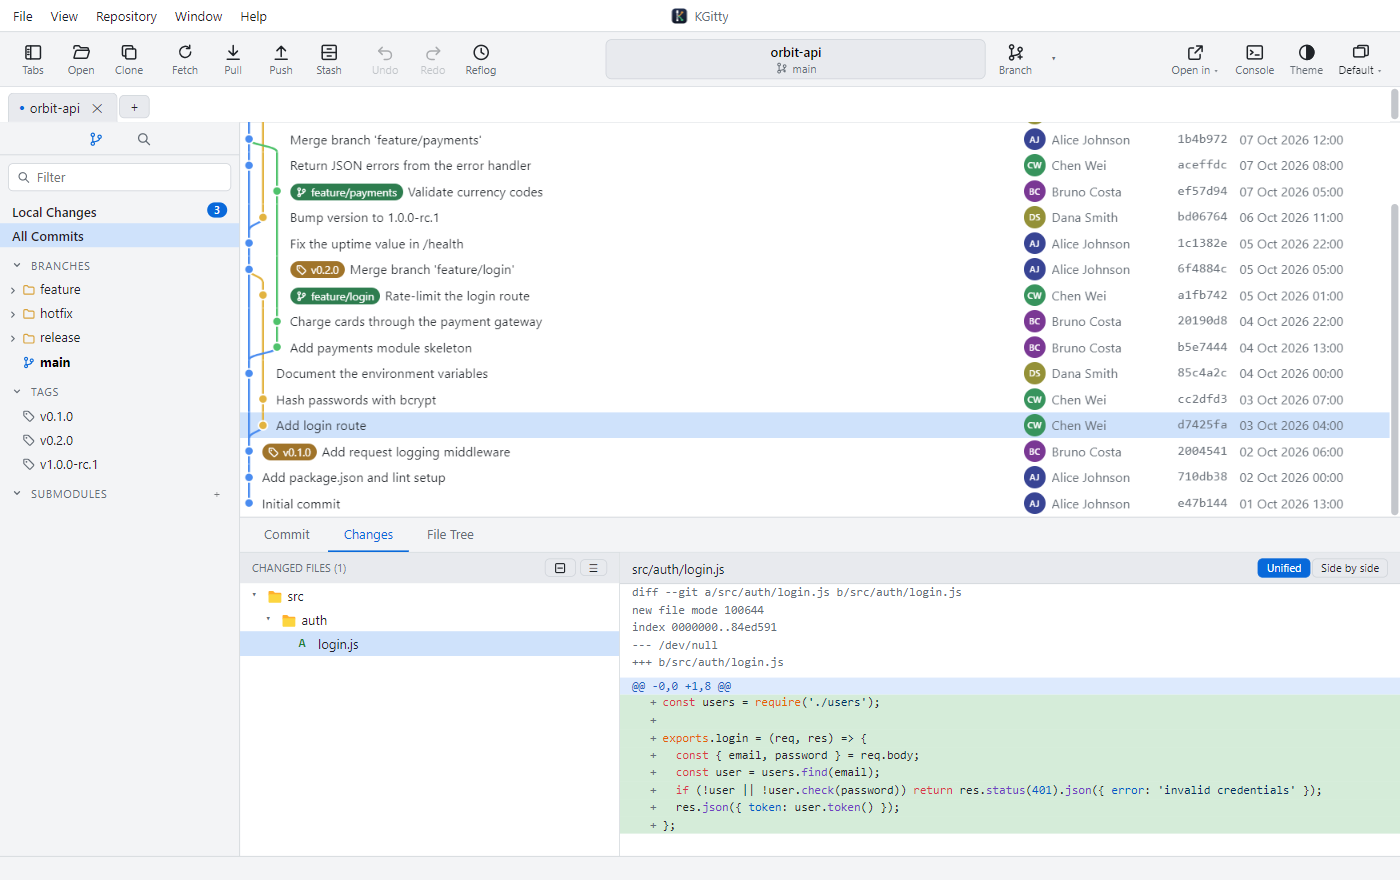 File View Repository Window Help
KGitty
Tabs Open Clone Fetch Pull Push Stash Undo Redo Reflog
orbit-api
main
Branch
Open in Console Theme Default
orbit-api
+
Filter
Local Changes 3
All Commits
BRANCHES
feature
hotfix
release
main
TAGS
v0.1.0
v0.2.0
v1.0.0-rc.1
SUBMODULES +
Merge branch 'feature/payments' AJ Alice Johnson 1b4b972 07 Oct 2026 12:00
Return JSON errors from the error handler CW Chen Wei aceffdc 07 Oct 2026 08:00
feature/payments Validate currency codes BC Bruno Costa ef57d94 07 Oct 2026 05:00
Bump version to 1.0.0-rc.1 DS Dana Smith bd06764 06 Oct 2026 11:00
Fix the uptime value in /health AJ Alice Johnson 1c1382e 05 Oct 2026 22:00
v0.2.0 Merge branch 'feature/login' AJ Alice Johnson 6f4884c 05 Oct 2026 05:00
feature/login Rate-limit the login route CW Chen Wei a1fb742 05 Oct 2026 01:00
Charge cards through the payment gateway BC Bruno Costa 20190d8 04 Oct 2026 22:00
Add payments module skeleton BC Bruno Costa b5e7444 04 Oct 2026 13:00
Document the environment variables DS Dana Smith 85c4a2c 04 Oct 2026 00:00
Hash passwords with bcrypt CW Chen Wei cc2dfd3 03 Oct 2026 07:00
Add login route CW Chen Wei d7425fa 03 Oct 2026 04:00
v0.1.0 Add request logging middleware BC Bruno Costa 2004541 02 Oct 2026 06:00
Add package.json and lint setup AJ Alice Johnson 710db38 02 Oct 2026 00:00
Initial commit AJ Alice Johnson e47b144 01 Oct 2026 13:00
Commit Changes File Tree
CHANGED FILES (1)
src
auth
A login.js
src/auth/login.js Unified Side by side
diff --git a/src/auth/login.js b/src/auth/login.js
new file mode 100644
index 0000000..84ed591
--- /dev/null
+++ b/src/auth/login.js
@@ -0,0 +1,8 @@
+ const users = require('./users');
+
+ exports.login = (req, res) => {
+   const { email, password } = req.body;
+   const user = users.find(email);
+   if (!user || !user.check(password)) return res.status(401).json({ error: 'invalid credentials' });
+   res.json({ token: user.token() });
+ };